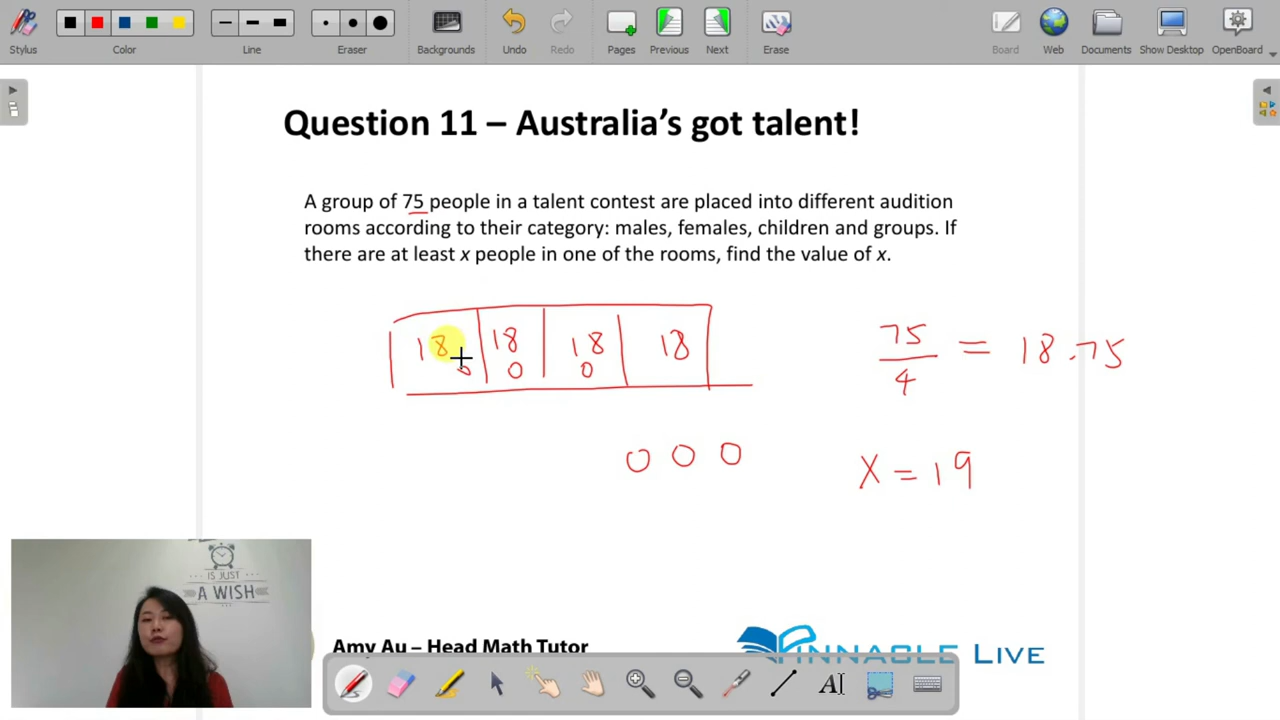 Stylus
Color
Line
Eraser
Backgrounds
Undo
Redo
Pages
Previous
Next
Erase
Board
Web
Documents
Show Desktop
OpenBoard
Question 11 – Australia's got talent!
A group of 75 people in a talent contest are placed into different audition
rooms according to their category: males, females, children and groups. If
there are at least x people in one of the rooms, find the value of x.
18 18 18 18
0 0 0
75/4 = 18.75
0 0 0
X = 19
IS JUST
A WISH
Amy Au – Head Math Tutor
PINNACLE LIVE